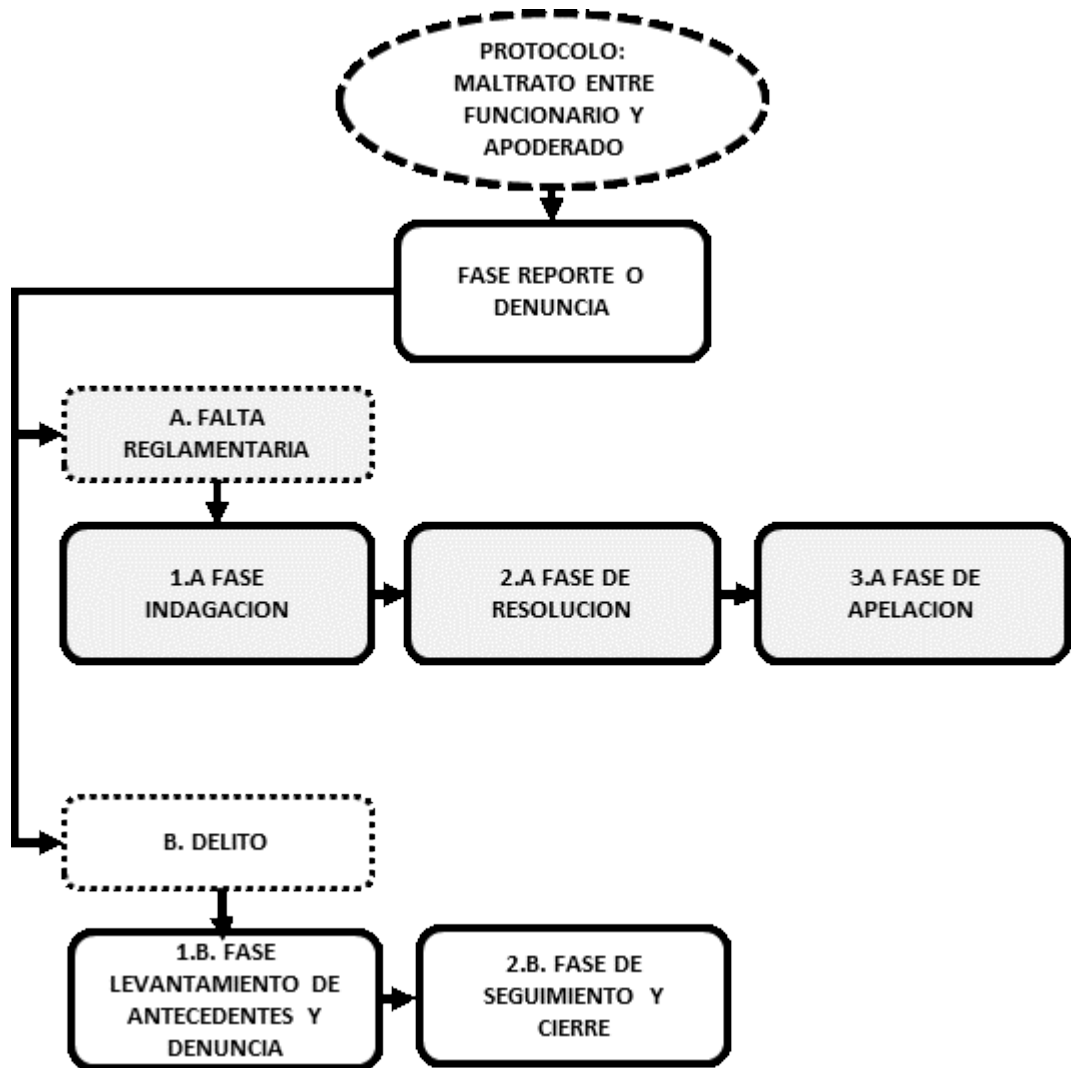 PROTOCOLO:
MALTRATO ENTRE
FUNCIONARIO Y
APODERADO
FASE REPORTE O
DENUNCIA
A. FALTA
REGLAMENTARIA
1.A FASE
INDAGACION
2.A FASE DE
RESOLUCION
3.A FASE DE
APELACION
B. DELITO
1.B. FASE
LEVANTAMIENTO DE
ANTECEDENTES Y
DENUNCIA
2.B. FASE DE
SEGUIMIENTO Y
CIERRE